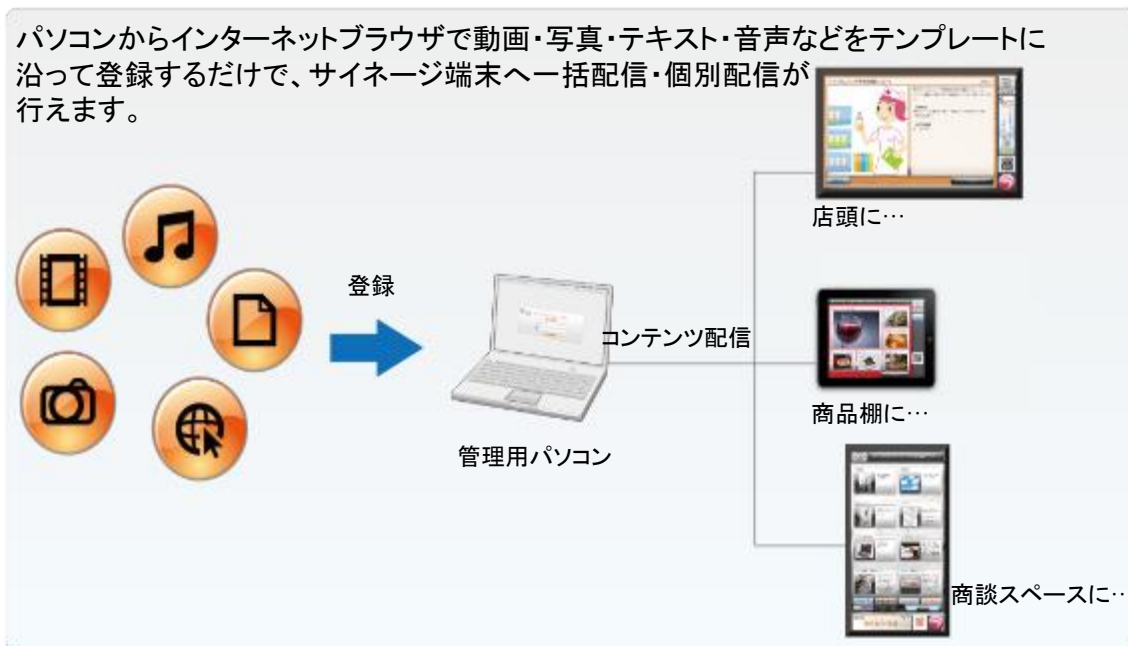 パソコンからインターネットブラウザで動画・写真・テキスト・音声などをテンプレートに
沿って登録するだけで、サイネージ端末へ一括配信・個別配信が
行えます。
店頭に…
登録
コンテンツ配信
商品棚に…
管理用パソコン
商談スペースに…